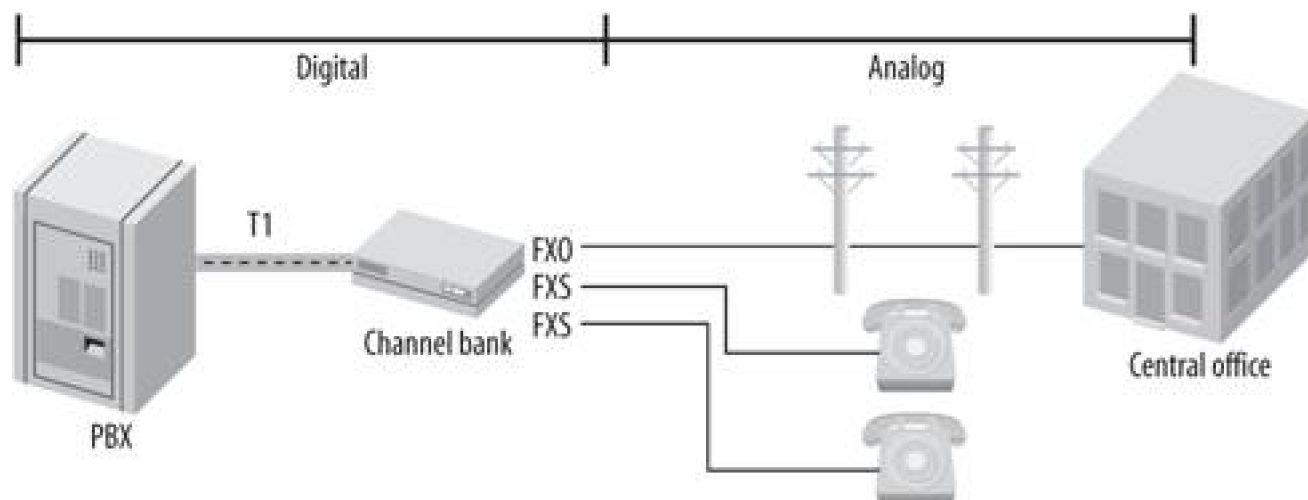 Digital
Analog
T1
FXO
FXS
FXS
Channel bank
PBX
Central office